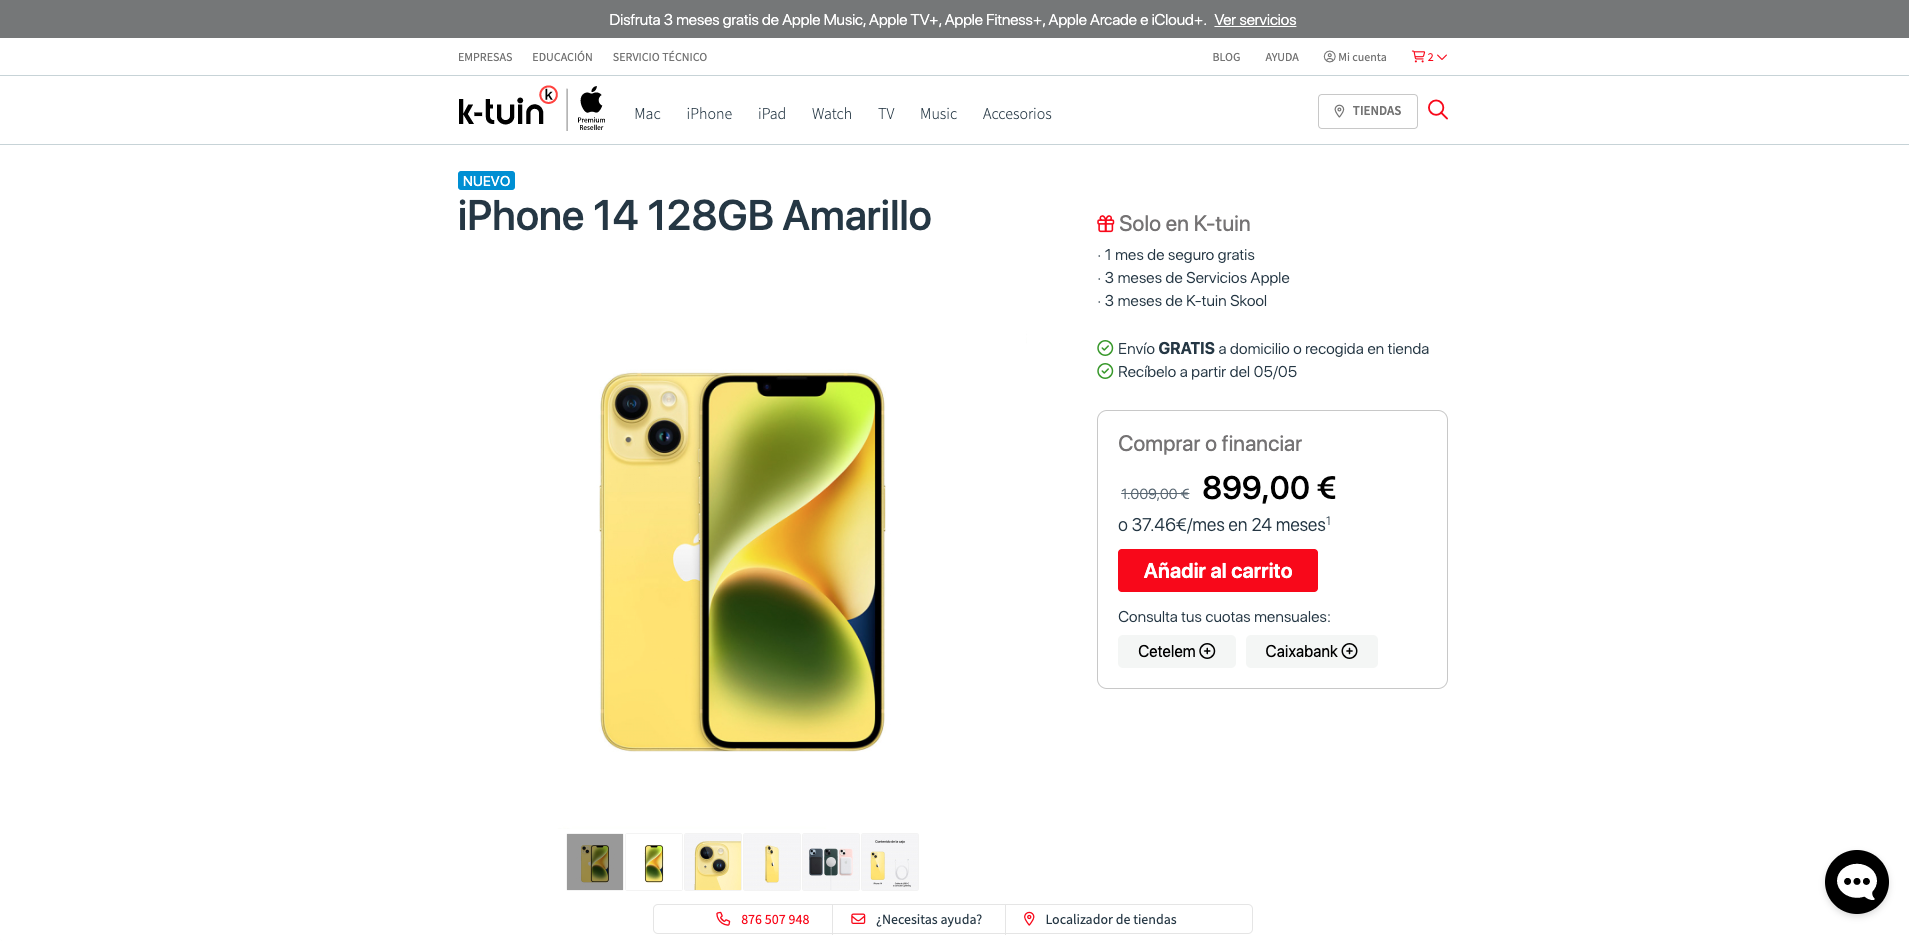 Disfruta 3 meses gratis de Apple Music, Apple TV+, Apple Fitness+, Apple Arcade e iCloud+. Ver servicios
EMPRESAS EDUCACIÓN SERVICIO TÉCNICO BLOG AYUDA Mi cuenta 2
k-tuin k Premium Reseller Mac iPhone iPad Watch TV Music Accesorios TIENDAS
NUEVO
iPhone 14 128GB Amarillo
Solo en K-tuin
· 1 mes de seguro gratis
· 3 meses de Servicios Apple
· 3 meses de K-tuin Skool
Envío GRATIS a domicilio o recogida en tienda
Recíbelo a partir del 05/05
Comprar o financiar
1.009,00 € 899,00 €
o 37.46€/mes en 24 meses1
Añadir al carrito
Consulta tus cuotas mensuales:
Cetelem Caixabank
Contenido de la caja
876 507 948 ¿Necesitas ayuda? Localizador de tiendas